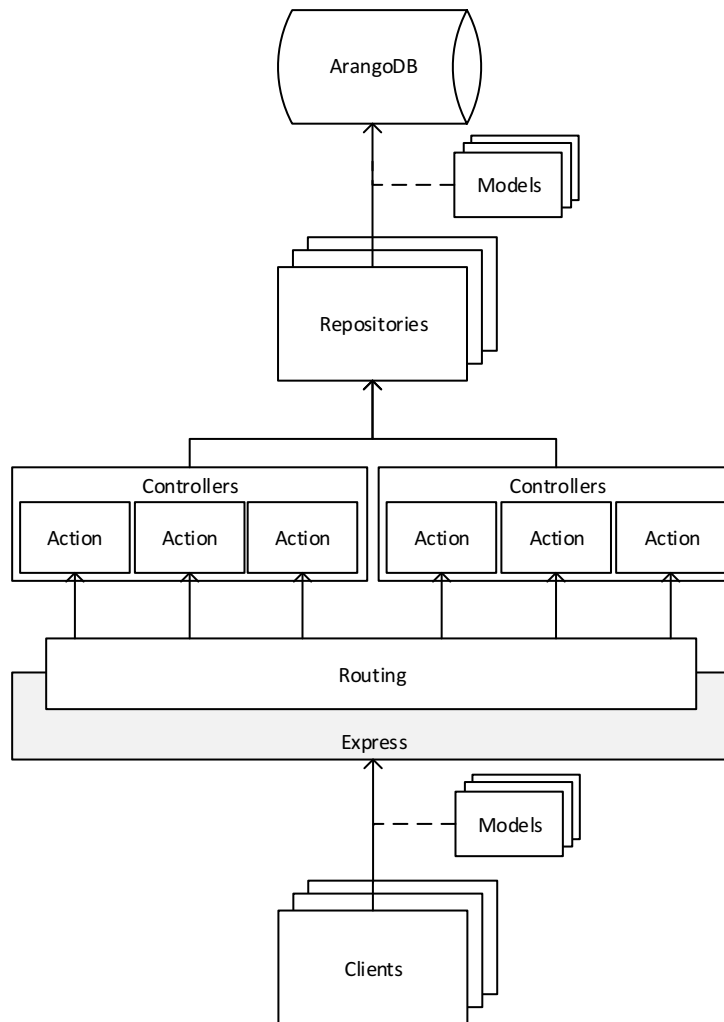 ArangoDB
Models
Repositories
Controllers
Action Action Action
Controllers
Action Action Action
Routing
Express
Models
Clients